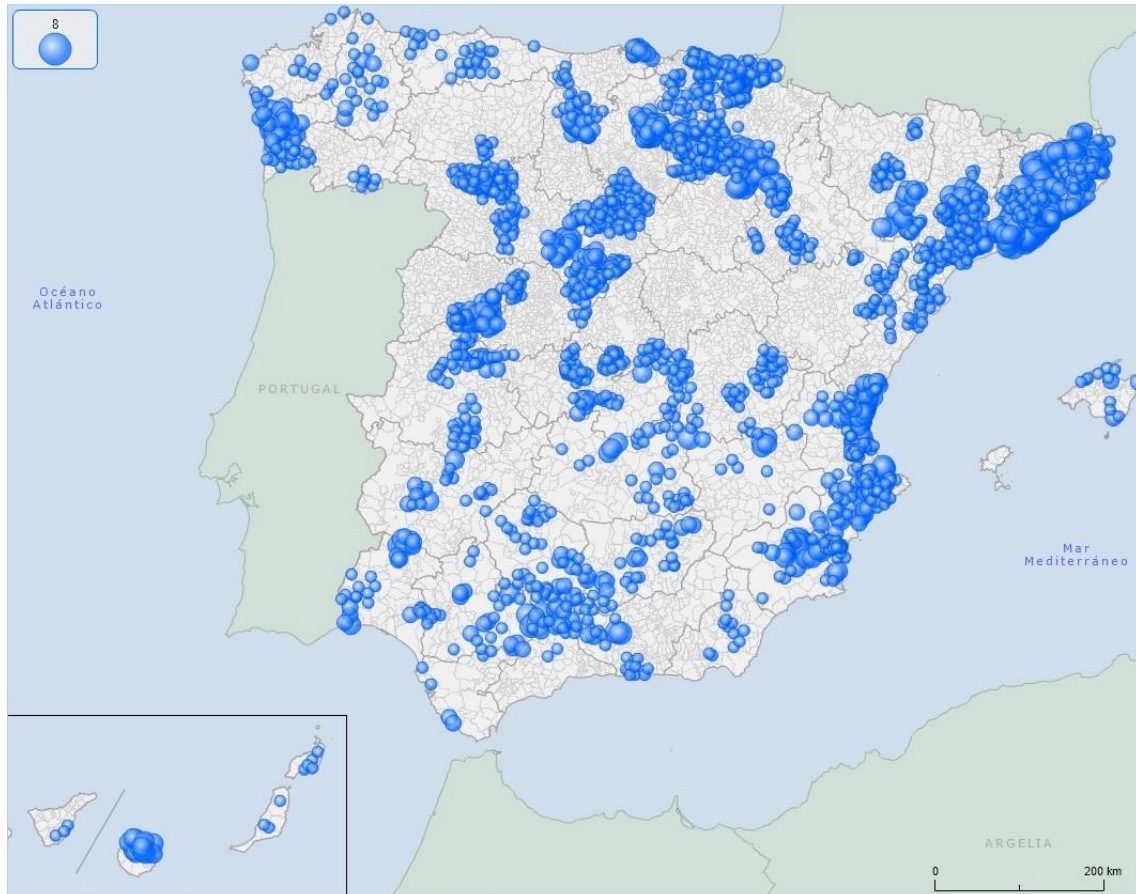 8
Océano
Atlántico
PORTUGAL
Mar
Mediterráneo
ARGELIA
0 200 km